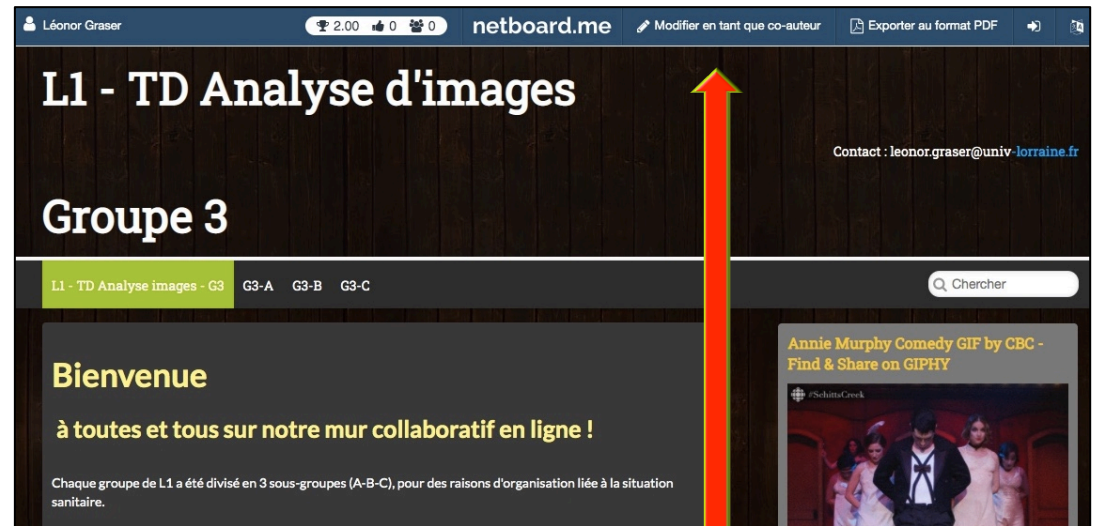 Léonor Graser
2.00 0 0
netboard.me
Modifier en tant que co-auteur
Exporter au format PDF
L1 - TD Analyse d'images
Contact : leonor.graser@univ-lorraine.fr
Groupe 3
L1 - TD Analyse images - G3 G3-A G3-B G3-C
Chercher
Bienvenue
à toutes et tous sur notre mur collaboratif en ligne !
Chaque groupe de L1 a été divisé en 3 sous-groupes (A-B-C), pour des raisons d'organisation liée à la situation
sanitaire.
Annie Murphy Comedy GIF by CBC -
Find & Share on GIPHY
#SchittsCreek